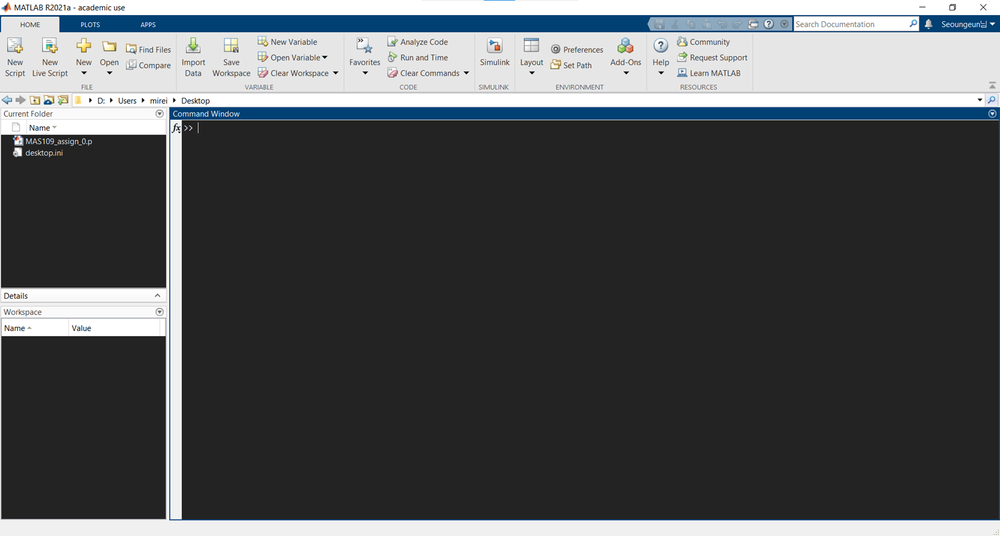 MATLAB R2021a - academic use
HOME PLOTS APPS
Search Documentation
Seoungeun님
New Script
New Live Script
New
Open
Find Files
Compare
FILE
Import Data
Save Workspace
New Variable
Open Variable
Clear Workspace
VARIABLE
Favorites
Analyze Code
Run and Time
Clear Commands
CODE
Simulink
SIMULINK
Layout
Preferences
Set Path
Add-Ons
ENVIRONMENT
Help
Community
Request Support
Learn MATLAB
RESOURCES
D: Users mirei Desktop
Current Folder
Name
MAS109_assign_0.p
desktop.ini
Details
Workspace
Name Value
Command Window
fx >>